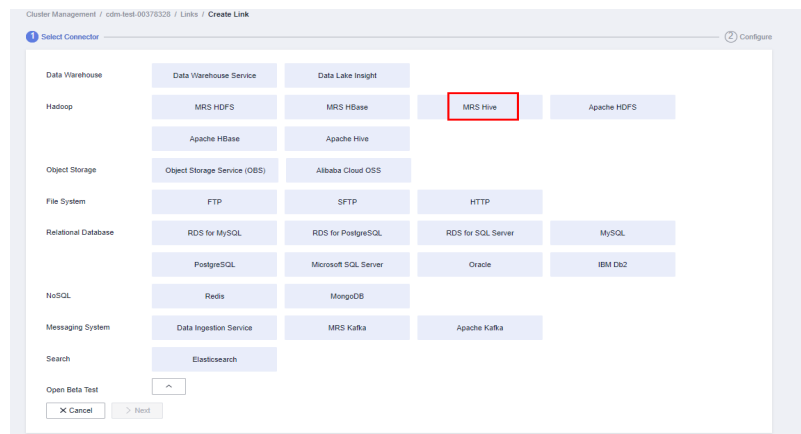 Cluster Management / cdm-test-00378328 / Links / Create Link
1 Select Connector 2 Configure
Data Warehouse Data Warehouse Service Data Lake Insight
Hadoop MRS HDFS MRS HBase MRS Hive Apache HDFS
Apache HBase Apache Hive
Object Storage Object Storage Service (OBS) Alibaba Cloud OSS
File System FTP SFTP HTTP
Relational Database RDS for MySQL RDS for PostgreSQL RDS for SQL Server MySQL
PostgreSQL Microsoft SQL Server Oracle IBM Db2
NoSQL Redis MongoDB
Messaging System Data Ingestion Service MRS Kafka Apache Kafka
Search Elasticsearch
Open Beta Test
X Cancel > Next